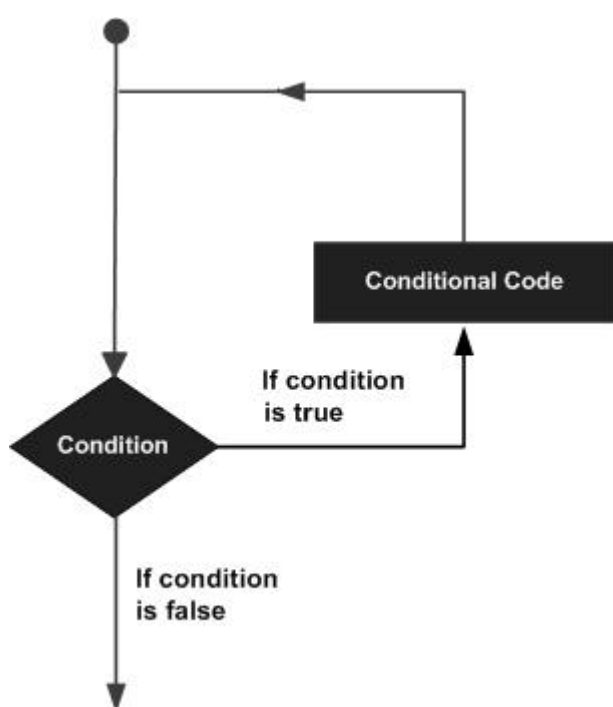 Conditional Code
If condition
is true
Condition
If condition
is false